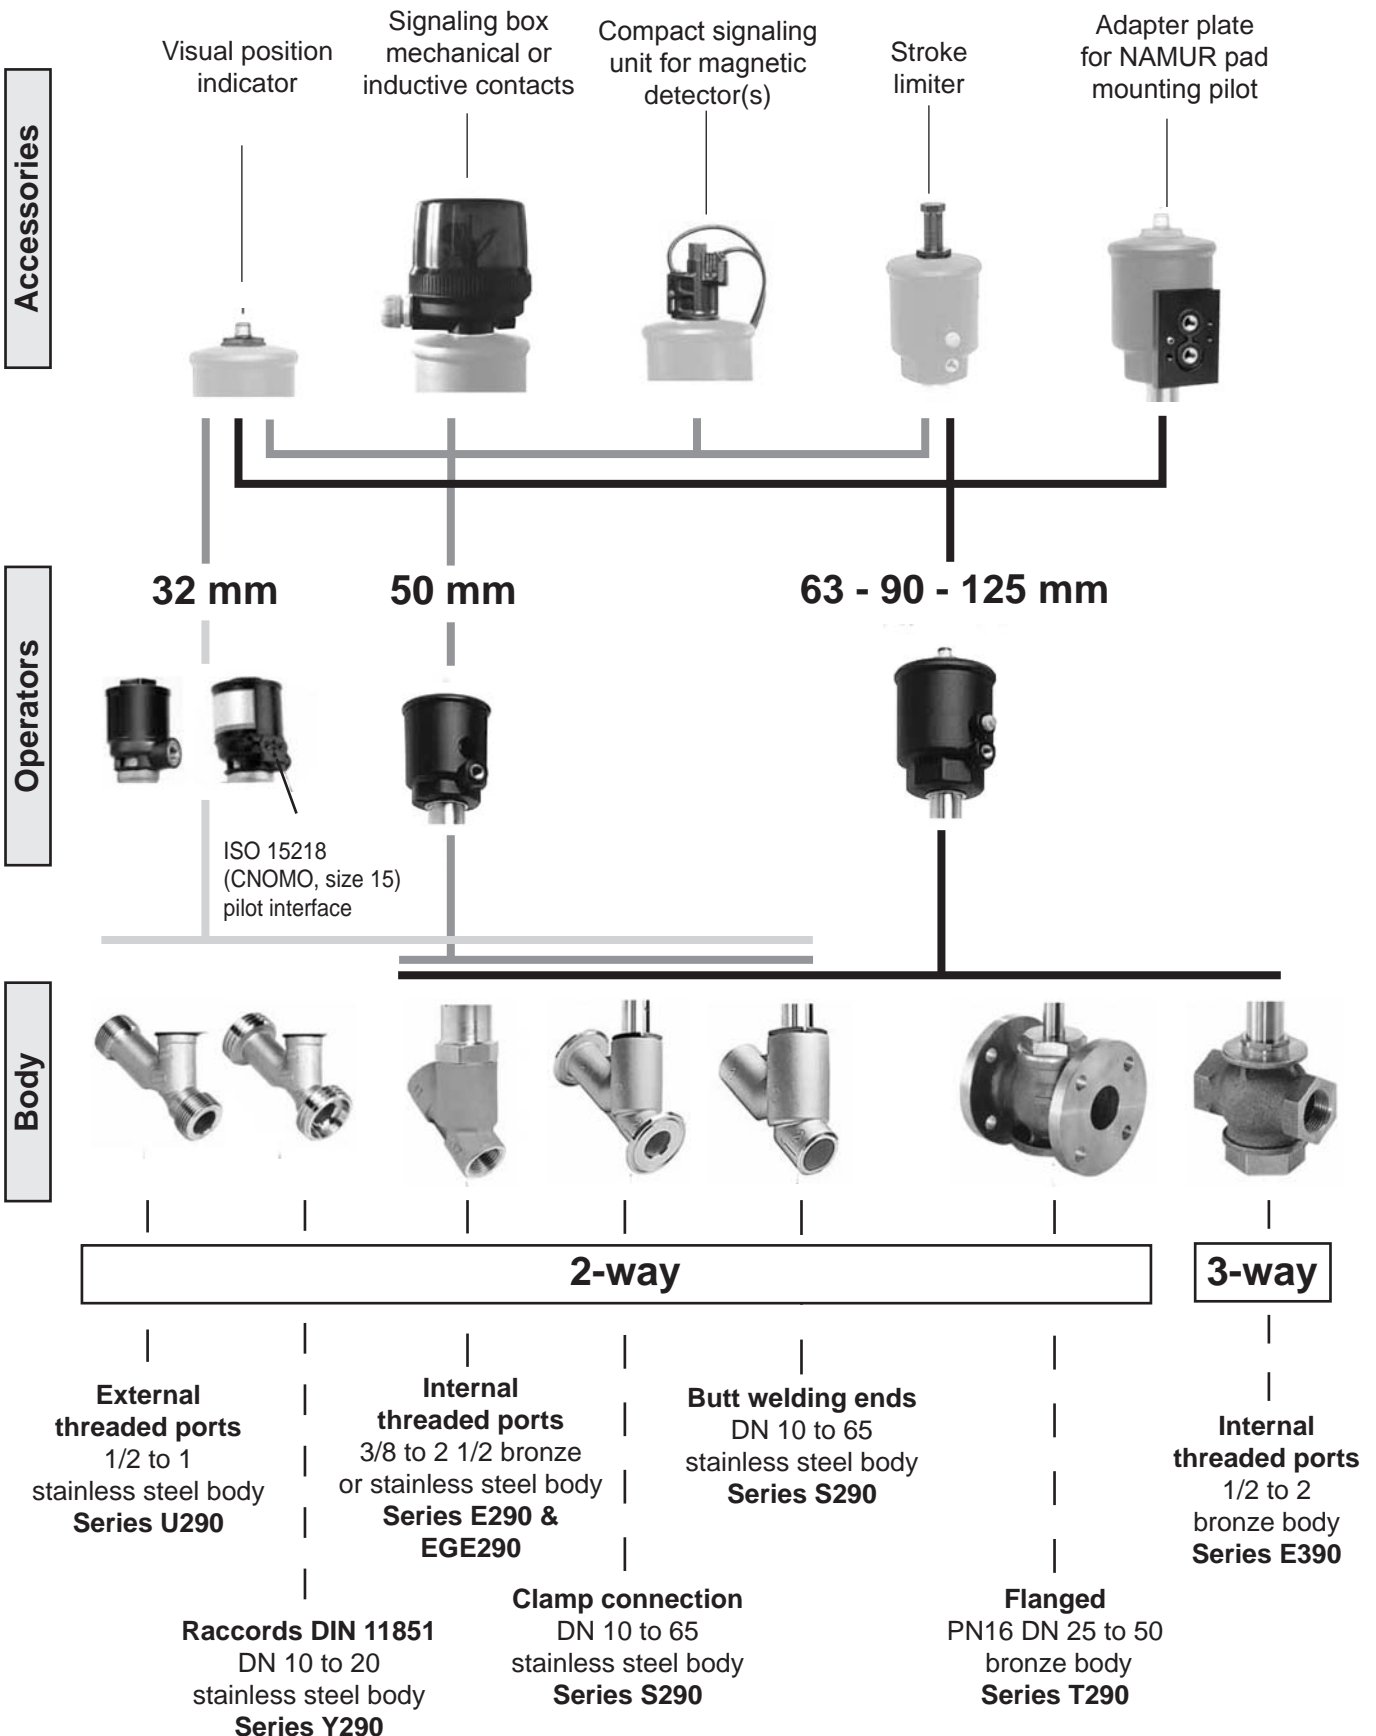 Accessories
Visual position
indicator
Signaling box
mechanical or
inductive contacts
Compact signaling
unit for magnetic
detector(s)
Stroke
limiter
Adapter plate
for NAMUR pad
mounting pilot
Operators
32 mm
50 mm
63 - 90 - 125 mm
ISO 15218
(CNOMO, size 15)
pilot interface
Body
2-way
3-way
External
threaded ports
1/2 to 1
stainless steel body
Series U290
Raccords DIN 11851
DN 10 to 20
stainless steel body
Series Y290
Internal
threaded ports
3/8 to 2 1/2 bronze
or stainless steel body
Series E290 &
EGE290
Clamp connection
DN 10 to 65
stainless steel body
Series S290
Butt welding ends
DN 10 to 65
stainless steel body
Series S290
Flanged
PN16 DN 25 to 50
bronze body
Series T290
Internal
threaded ports
1/2 to 2
bronze body
Series E390